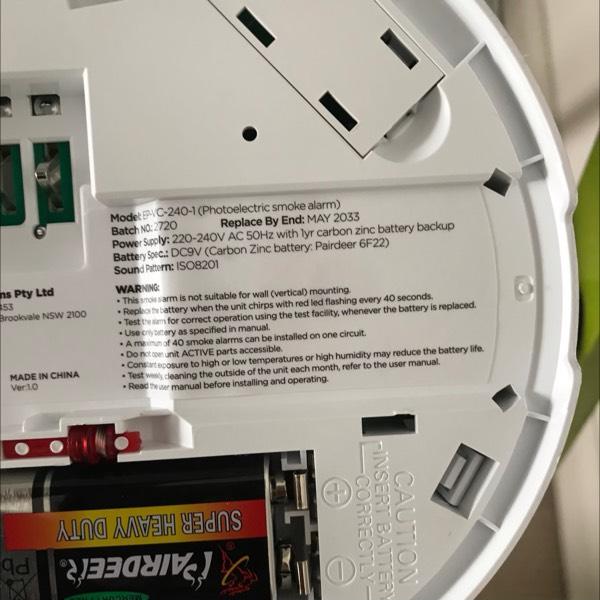 Model: EP-VC-240-1 (Photoelectric smoke alarm)
Batch NO: 2720 Replace By End: MAY 2033
Power Supply: 220-240V AC 50Hz with 1yr carbon zinc battery backup
Battery Spec.: DC9V (Carbon Zinc battery: Pairdeer 6F22)
Sound Pattern: ISO8201
WARNING:
• This smoke alarm is not suitable for wall (vertical) mounting.
• Replace the battery when the unit chirps with red led flashing every 40 seconds.
• Test the alarm for correct operation using the test facility, whenever the battery is replaced.
• Use only battery as specified in manual.
• A maximum of 40 smoke alarms can be installed on one circuit.
• Do not open unit ACTIVE parts accessible.
• Constant exposure to high or low temperatures or high humidity may reduce the battery life.
• Test weekly, cleaning the outside of the unit each month, refer to the user manual.
• Read the user manual before installing and operating.
ns Pty Ltd
453
Brookvale NSW 2100
MADE IN CHINA
Ver:1.0
CAUTION
INSERT BATTERY
CORRECTLY
SUPER HEAVY DUTY
PAIRDEER
Pb